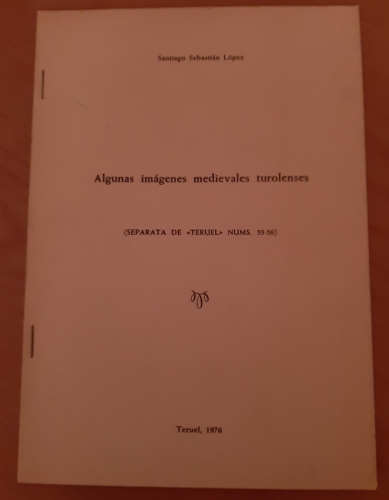 Santiago Sebastián López
Algunas imágenes medievales turolenses
(SEPARATA DE «TERUEL» NUMS. 55-56)
Teruel, 1976